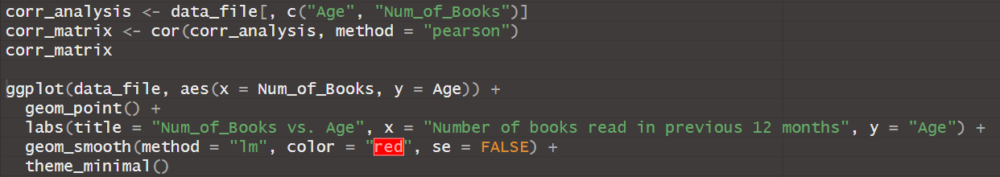 corr_analysis <- data_file[, c("Age", "Num_of_Books")]
corr_matrix <- cor(corr_analysis, method = "pearson")
corr_matrix
ggplot(data_file, aes(x = Num_of_Books, y = Age)) +
geom_point() +
labs(title = "Num_of_Books vs. Age", x = "Number of books read in previous 12 months", y = "Age") +
geom_smooth(method = "lm", color = "red", se = FALSE) +
theme_minimal()